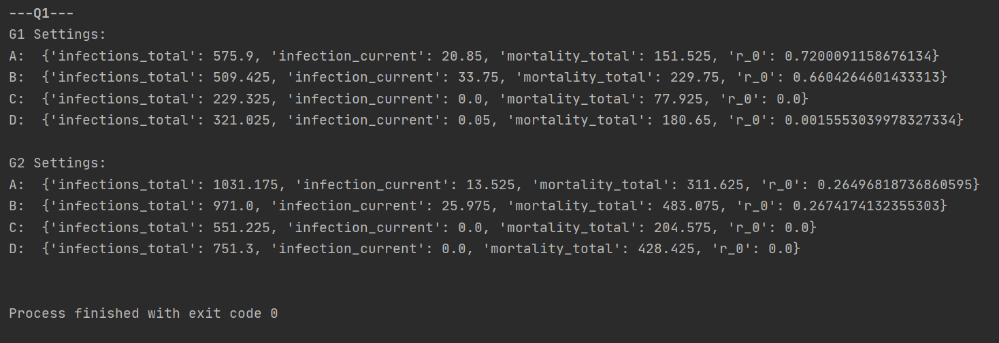 ---Q1---
G1 Settings:
A:  {'infections_total': 575.9, 'infection_current': 20.85, 'mortality_total': 151.525, 'r_0': 0.7200091158676134}
B:  {'infections_total': 509.425, 'infection_current': 33.75, 'mortality_total': 229.75, 'r_0': 0.6604264601433313}
C:  {'infections_total': 229.325, 'infection_current': 0.0, 'mortality_total': 77.925, 'r_0': 0.0}
D:  {'infections_total': 321.025, 'infection_current': 0.05, 'mortality_total': 180.65, 'r_0': 0.0015553039978327334}
G2 Settings:
A:  {'infections_total': 1031.175, 'infection_current': 13.525, 'mortality_total': 311.625, 'r_0': 0.26496818736860595}
B:  {'infections_total': 971.0, 'infection_current': 25.975, 'mortality_total': 483.075, 'r_0': 0.2674174132355303}
C:  {'infections_total': 551.225, 'infection_current': 0.0, 'mortality_total': 204.575, 'r_0': 0.0}
D:  {'infections_total': 751.3, 'infection_current': 0.0, 'mortality_total': 428.425, 'r_0': 0.0}
Process finished with exit code 0